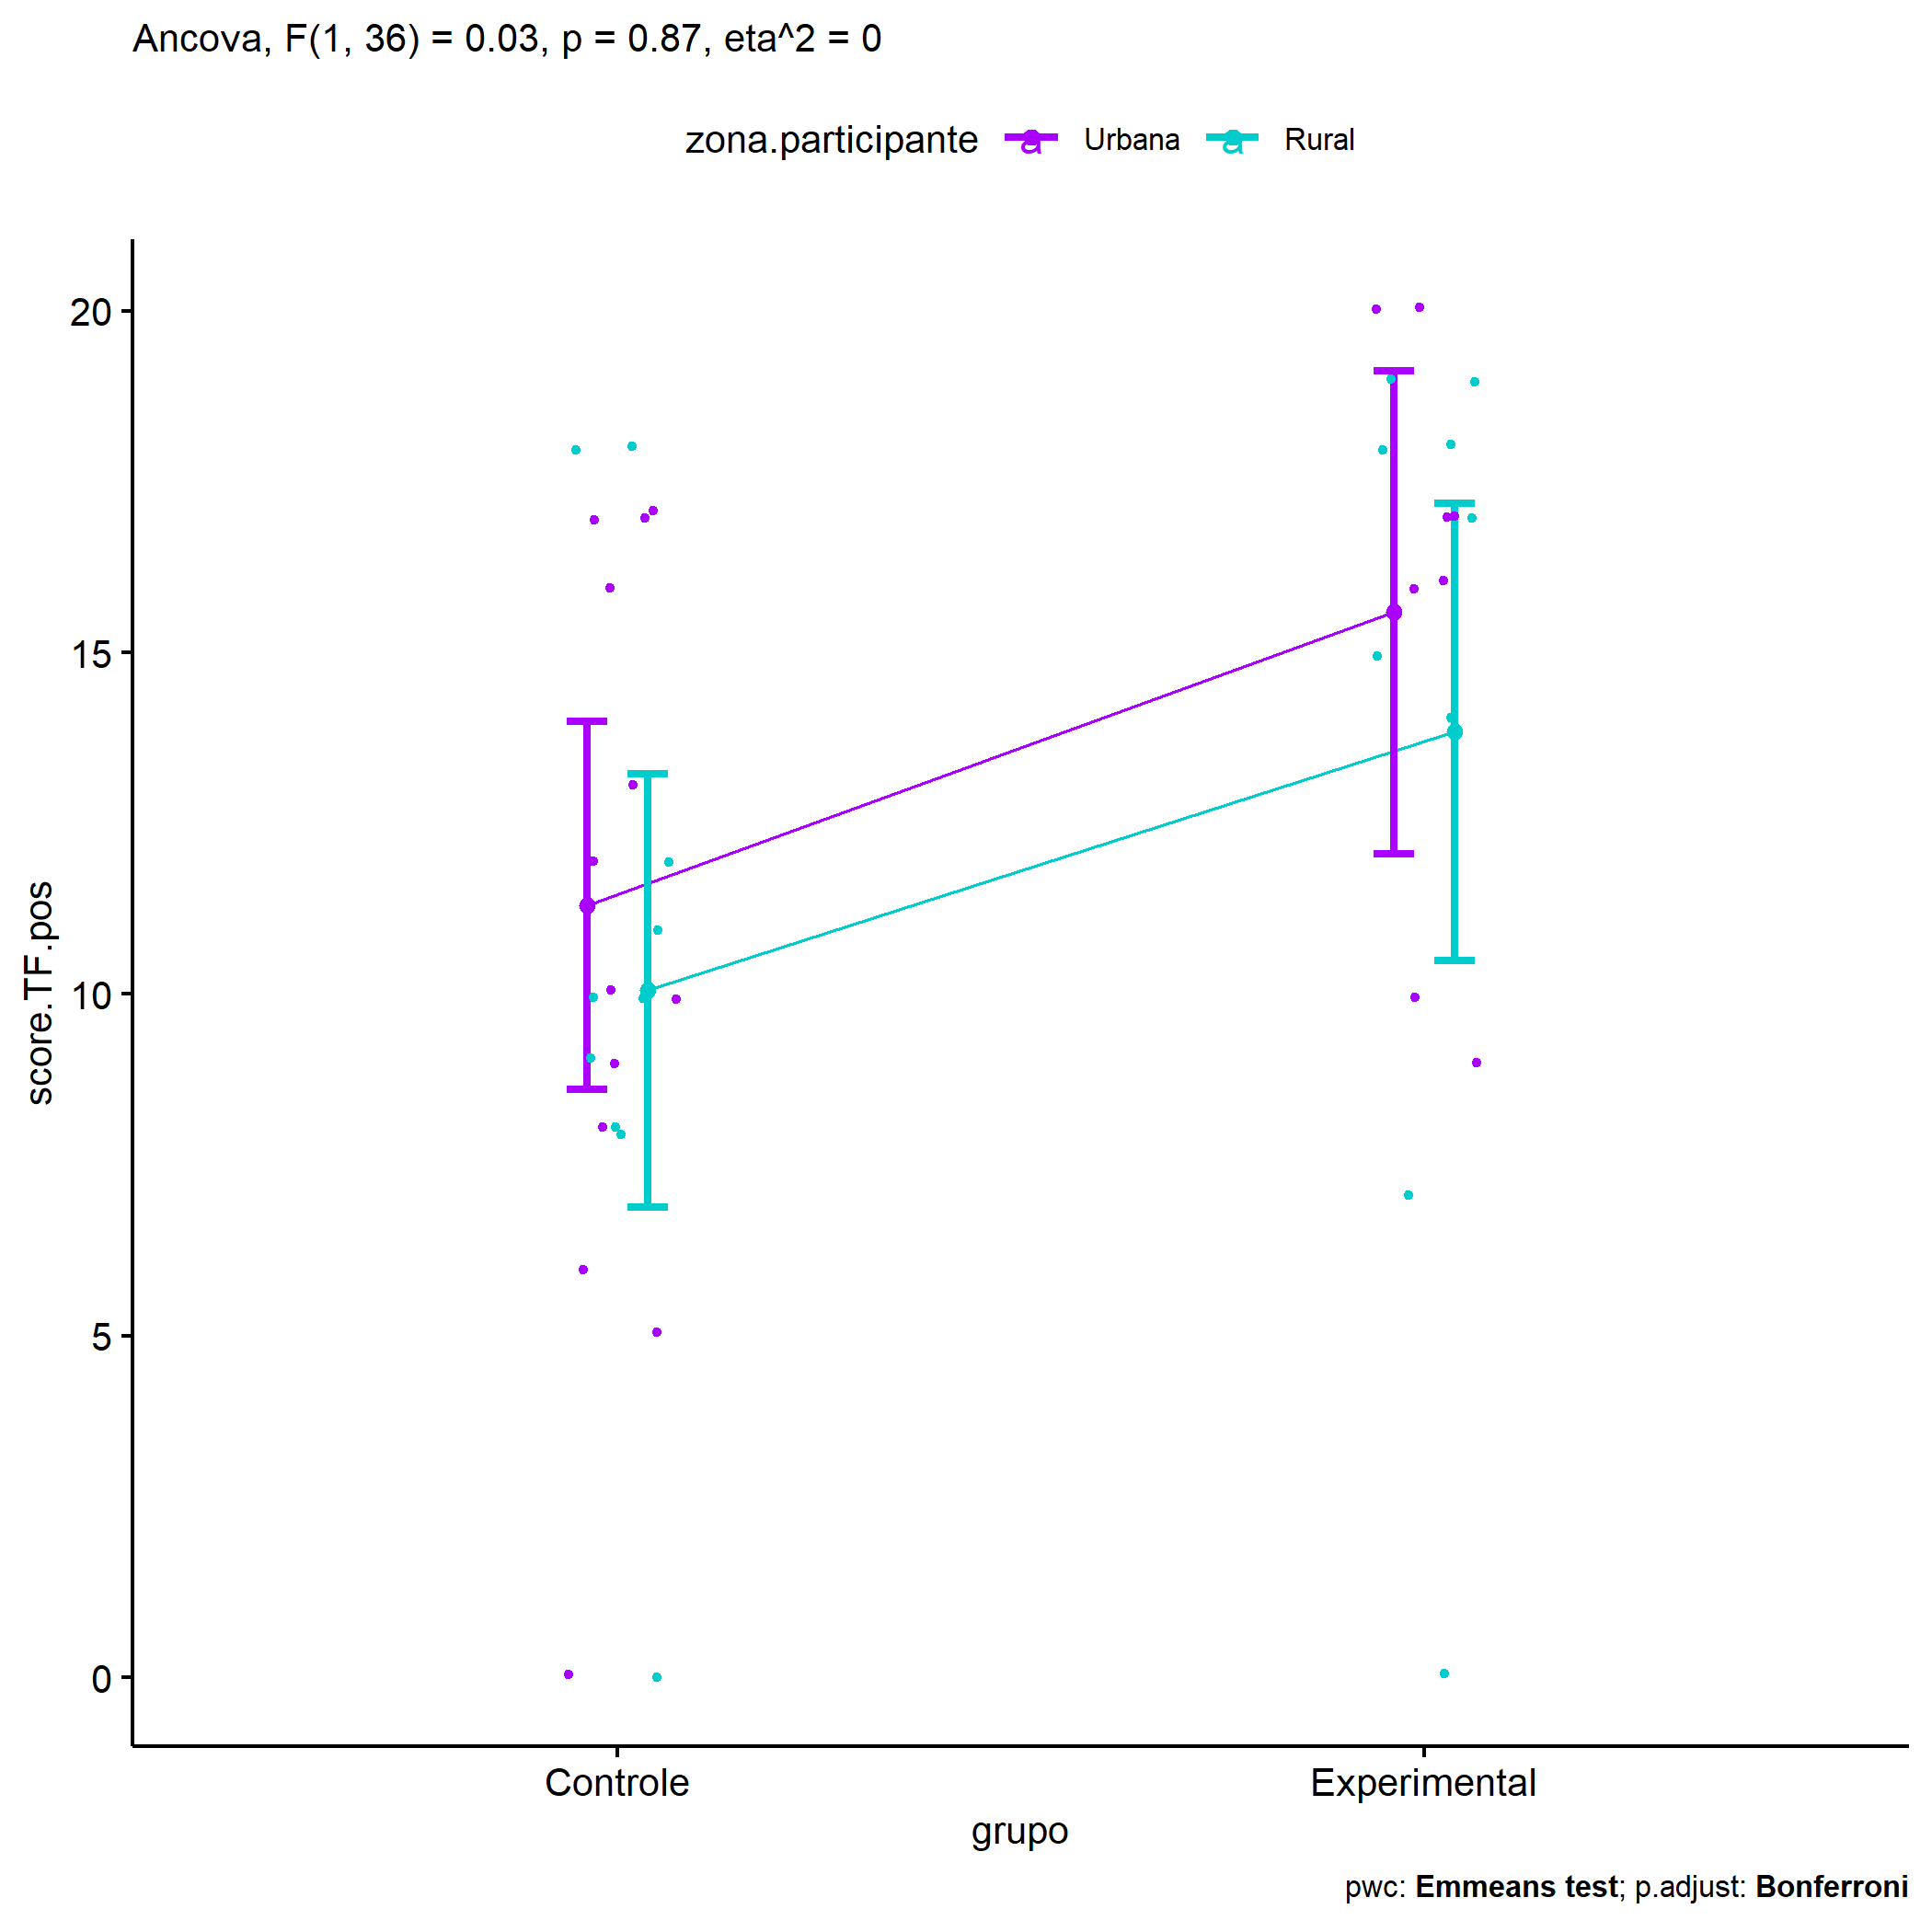 Ancova, F(1, 36) = 0.03, p = 0.87, eta^2 = 0
zona.participante a Urbana a Rural
20
15
10
5
0
score.TF.pos
Controle Experimental
grupo
pwc: Emmeans test; p.adjust: Bonferroni